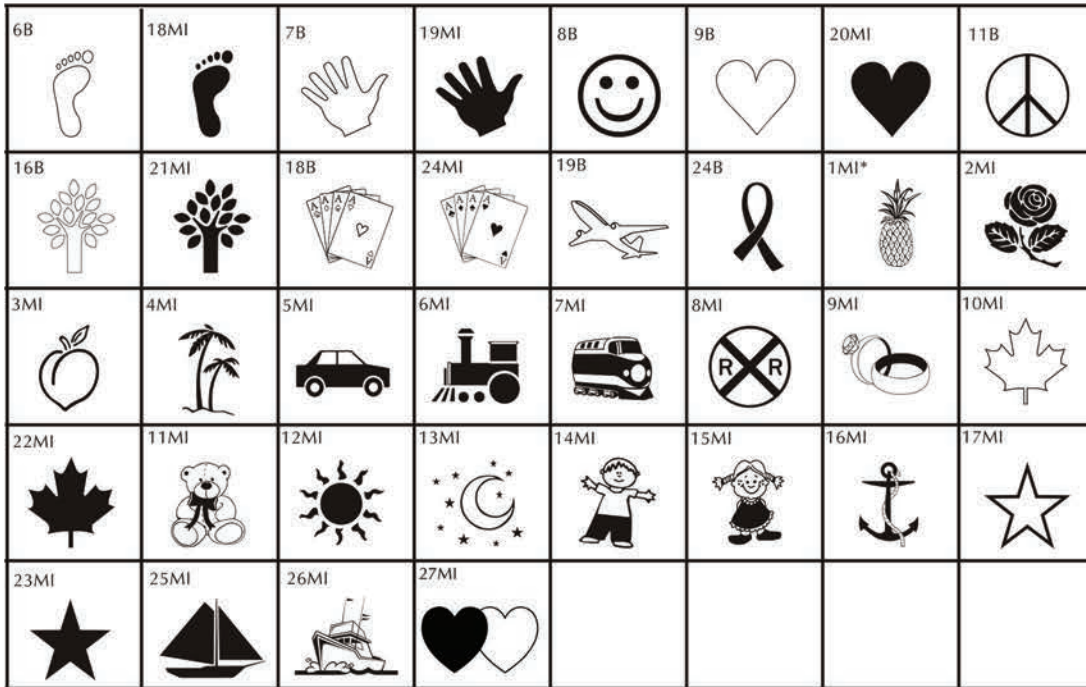 6B 18MI 7B 19MI 8B 9B 20MI 11B
16B 21MI 18B 24MI 19B 24B 1MI* 2MI
A A A A A A A A
3MI 4MI 5MI 6MI 7MI 8MI 9MI 10MI
R R
22MI 11MI 12MI 13MI 14MI 15MI 16MI 17MI
23MI 25MI 26MI 27MI